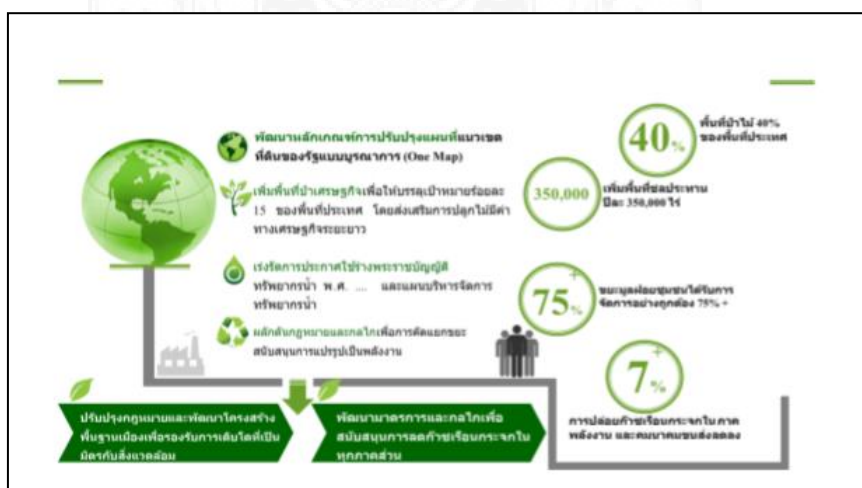 พัฒนาหลักเกณฑ์การปรับปรุงแผนที่แนวเขต
ที่ดินของรัฐแบบบูรณาการ (One Map)
เพิ่มพื้นที่ป่าเศรษฐกิจเพื่อให้บรรลุเป้าหมายร้อยละ
15 ของพื้นที่ประเทศ โดยส่งเสริมการปลูกไม้มีค่า
ทางเศรษฐกิจระยะยาว
เร่งรัดการประกาศใช้ร่างพระราชบัญญัติ
ทรัพยากรน้ำ พ.ศ. .... และแผนบริหารจัดการ
ทรัพยากรน้ำ
ผลักดันกฎหมายและกลไกเพื่อการคัดแยกขยะ
สนับสนุนการแปรรูปเป็นพลังงาน
40%
พื้นที่ป่าไม้ 40%
ของพื้นที่ประเทศ
350,000
เพิ่มพื้นที่ชลประทาน
ปีละ 350,000 ไร่
75%+
ขยะมูลฝอยชุมชนได้รับการ
จัดการอย่างถูกต้อง 75% +
7%+
การปล่อยก๊าซเรือนกระจกใน ภาค
พลังงาน และคมนาคมขนส่งลดลง
ปรับปรุงกฎหมายและพัฒนาโครงสร้าง
พื้นฐานเมืองเพื่อรองรับการเติบโตที่เป็น
มิตรกับสิ่งแวดล้อม
พัฒนามาตรการและกลไกเพื่อ
สนับสนุนการลดก๊าซเรือนกระจกใน
ทุกภาคส่วน